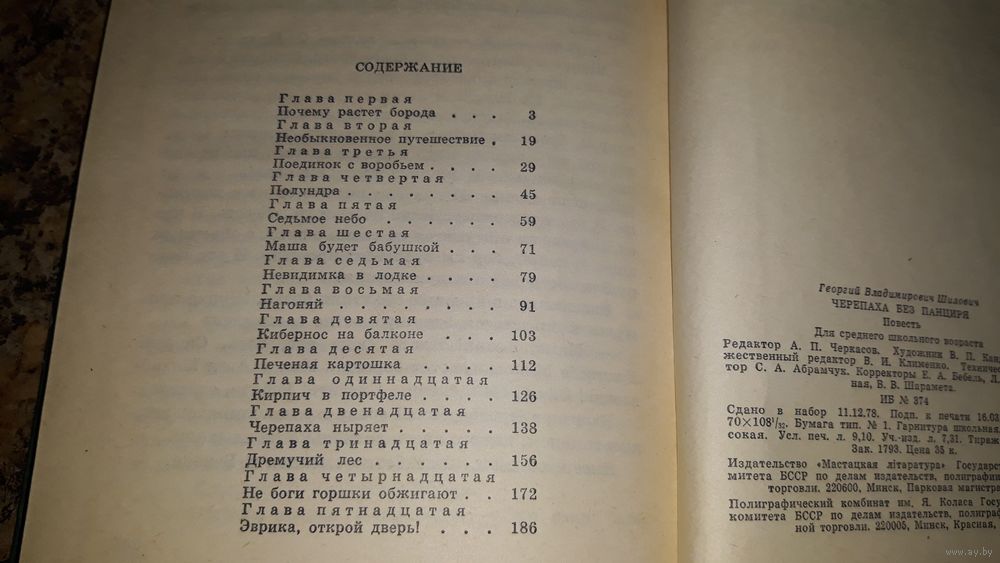 СОДЕРЖАНИЕ
Глава первая
Почему растет борода . . . 3
Глава вторая
Необыкновенное путешествие . 19
Глава третья
Поединок с воробьем . . . . 29
Глава четвертая
Полундра . . . . . . . 45
Глава пятая
Седьмое небо . . . . . . 59
Глава шестая
Маша будет бабушкой . . . 71
Глава седьмая
Невидимка в лодке . . . . 79
Глава восьмая
Нагоняй . . . . . . . 91
Глава девятая
Кибернос на балконе . . . 103
Глава десятая
Печеная картошка . . . . 112
Глава одиннадцатая
Кирпич в портфеле . . . . 126
Глава двенадцатая
Черепаха ныряет . . . . . 138
Глава тринадцатая
Дремучий лес . . . . . . 156
Глава четырнадцатая
Не боги горшки обжигают . . 172
Глава пятнадцатая
Эврика, открой дверь! . . . 186
Георгий Владимирович Шилович
ЧЕРЕПАХА БЕЗ ПАНЦИРЯ
Повесть
Для среднего школьного возраста
Редактор А. П. Черкасов. Художник В. П. Кал
жественный редактор В. И. Клименко. Техничес
тор С. А. Абрамчук. Корректоры Е. А. Бебель, Л.
ная, В. В. Шарамета.
ИБ № 374
Сдано в набор 11.12.78. Подп. к печати 16.03
70×108¹/₃₂. Бумага тип. № 1. Гарнитура школьная.
сокая. Усл. печ. л. 9,10. Уч.-изд. л. 7,31. Тираж
Зак. 1793. Цена 35 к.
Издательство «Мастацкая літаратура» Государс
митета БССР по делам издательств, полиграфии
торговли. 220600, Минск, Парковая магистра
Полиграфический комбинат им. Я. Коласа Госу
комитета БССР по делам издательств, полиграф
ной торговли. 220005, Минск, Красная,
www.ay.by